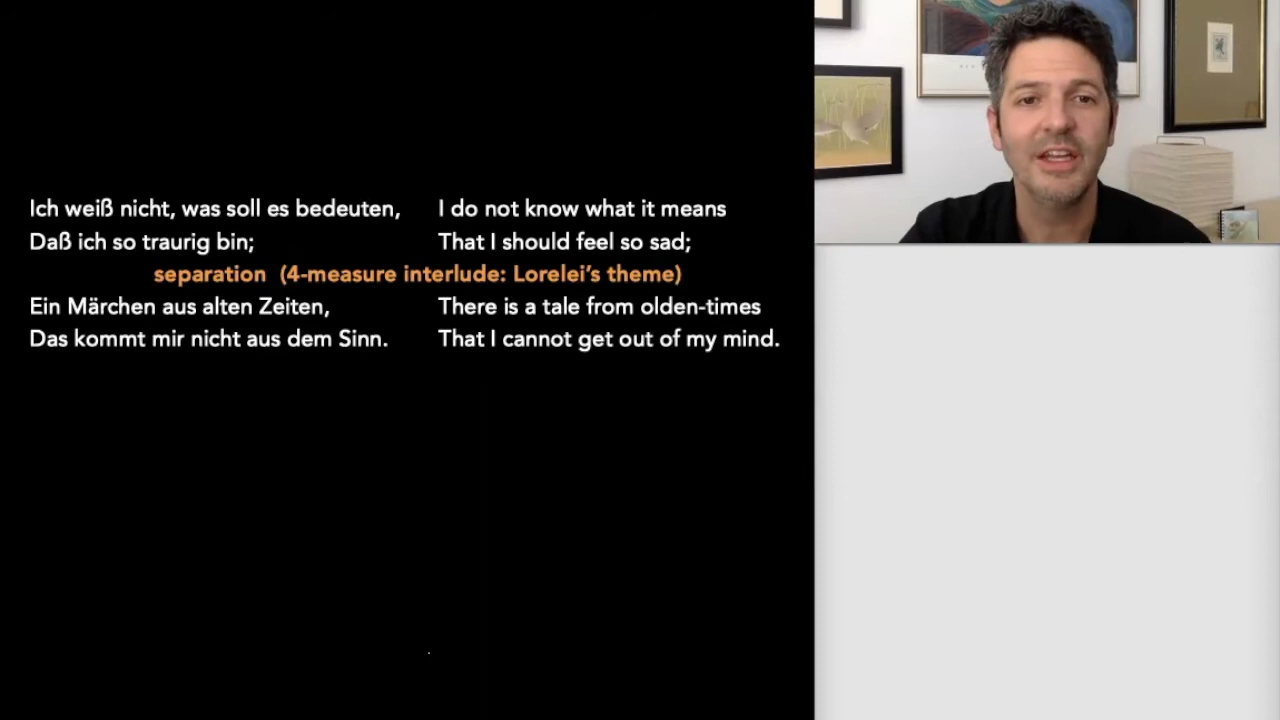 Ich weiß nicht, was soll es bedeuten, I do not know what it means
Daß ich so traurig bin; That I should feel so sad;
separation (4-measure interlude: Lorelei's theme)
Ein Märchen aus alten Zeiten, There is a tale from olden-times
Das kommt mir nicht aus dem Sinn. That I cannot get out of my mind.